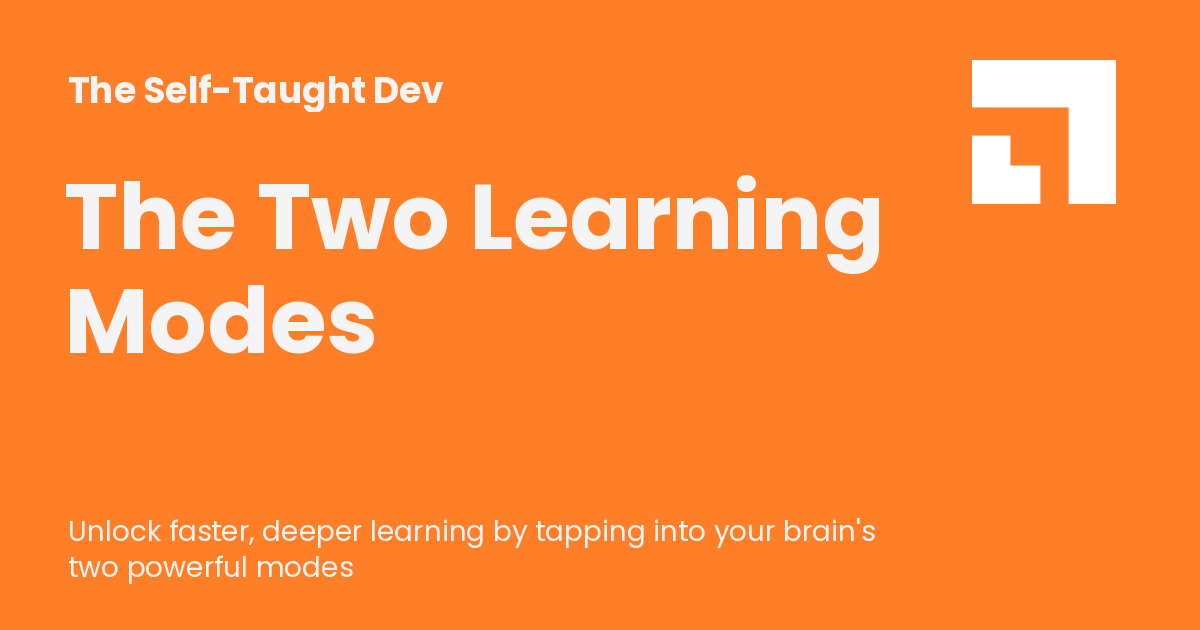 The Self-Taught Dev
The Two Learning
Modes
Unlock faster, deeper learning by tapping into your brain's
two powerful modes